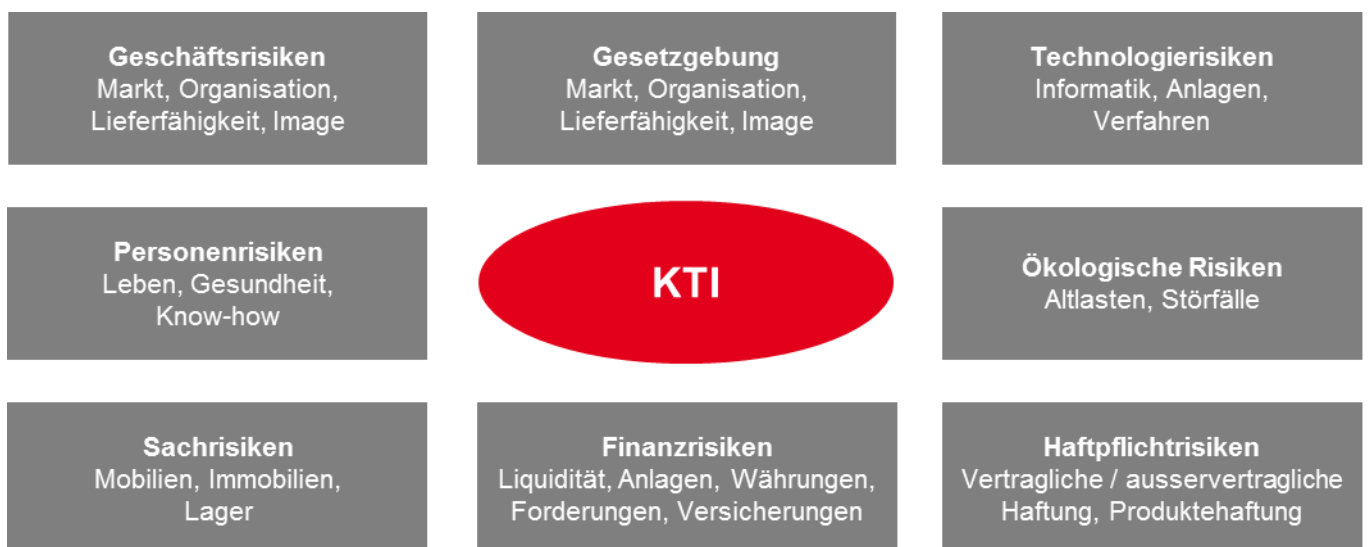 Geschäftsrisiken
Markt, Organisation,
Lieferfähigkeit, Image
Gesetzgebung
Markt, Organisation,
Lieferfähigkeit, Image
Technologierisiken
Informatik, Anlagen,
Verfahren
Personenrisiken
Leben, Gesundheit,
Know-how
KTI
Ökologische Risiken
Altlasten, Störfälle
Sachrisiken
Mobilien, Immobilien,
Lager
Finanzrisiken
Liquidität, Anlagen, Währungen,
Forderungen, Versicherungen
Haftpflichtrisiken
Vertragliche / ausservertragliche
Haftung, Produktehaftung